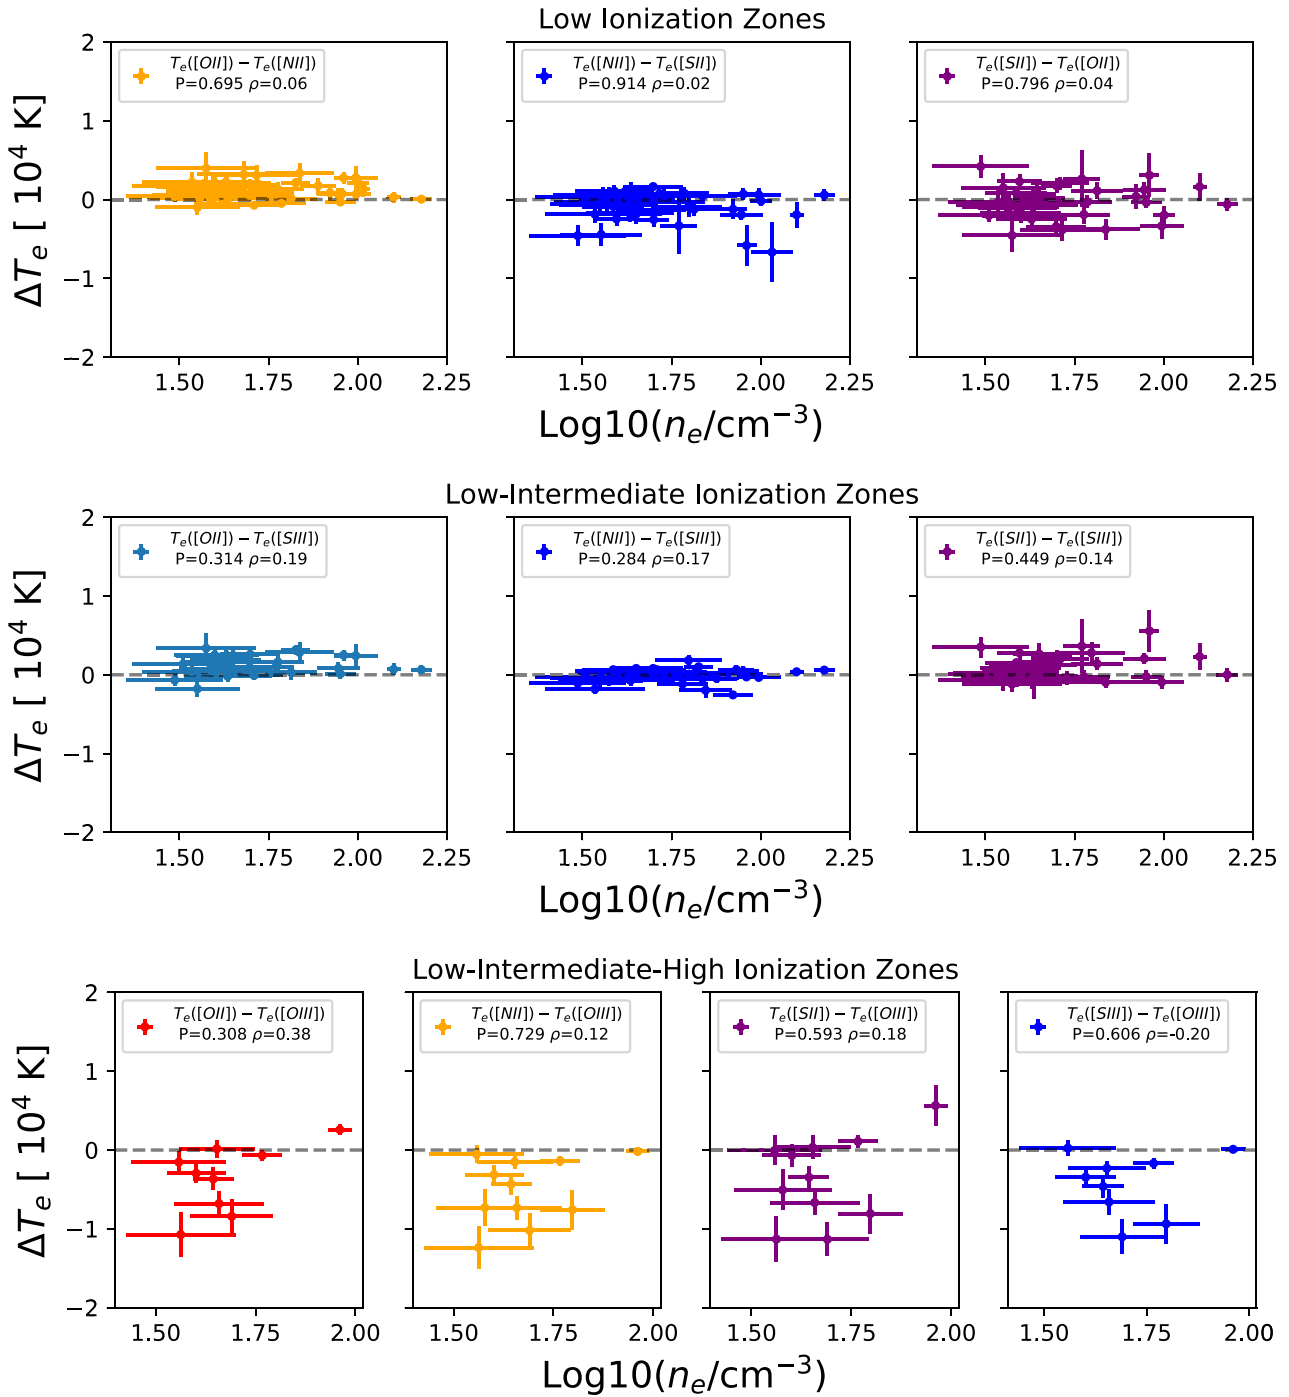 Low Ionization Zones
T_e([OII]) − T_e([NII])
P=0.695 ρ=0.06
T_e([NII]) − T_e([SII])
P=0.914 ρ=0.02
T_e([SII]) − T_e([OII])
P=0.796 ρ=0.04
2
1
0
−1
−2
ΔT_e [ 10⁴ K]
1.50 1.75 2.00 2.25
1.50 1.75 2.00 2.25
1.50 1.75 2.00 2.25
Log10(n_e/cm⁻³)
Low-Intermediate Ionization Zones
T_e([OII]) − T_e([SIII])
P=0.314 ρ=0.19
T_e([NII]) − T_e([SIII])
P=0.284 ρ=0.17
T_e([SII]) − T_e([SIII])
P=0.449 ρ=0.14
2
1
0
−1
−2
ΔT_e [ 10⁴ K]
1.50 1.75 2.00 2.25
1.50 1.75 2.00 2.25
1.50 1.75 2.00 2.25
Log10(n_e/cm⁻³)
Low-Intermediate-High Ionization Zones
T_e([OII]) − T_e([OIII])
P=0.308 ρ=0.38
T_e([NII]) − T_e([OIII])
P=0.729 ρ=0.12
T_e([SII]) − T_e([OIII])
P=0.593 ρ=0.18
T_e([SIII]) − T_e([OIII])
P=0.606 ρ=-0.20
2
1
0
−1
−2
ΔT_e [ 10⁴ K]
1.50 1.75 2.00
1.50 1.75 2.00
1.50 1.75 2.00
1.50 1.75 2.00
Log10(n_e/cm⁻³)